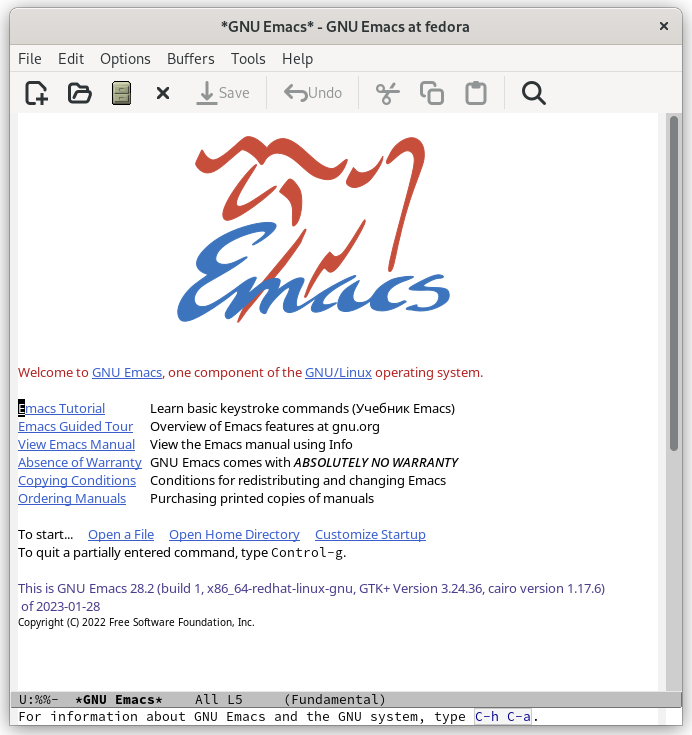 *GNU Emacs* - GNU Emacs at fedora
File Edit Options Buffers Tools Help
Save Undo
Emacs
Welcome to GNU Emacs, one component of the GNU/Linux operating system.
Emacs Tutorial Learn basic keystroke commands (Учебник Emacs)
Emacs Guided Tour Overview of Emacs features at gnu.org
View Emacs Manual View the Emacs manual using Info
Absence of Warranty GNU Emacs comes with ABSOLUTELY NO WARRANTY
Copying Conditions Conditions for redistributing and changing Emacs
Ordering Manuals Purchasing printed copies of manuals
To start... Open a File Open Home Directory Customize Startup
To quit a partially entered command, type Control-g.
This is GNU Emacs 28.2 (build 1, x86_64-redhat-linux-gnu, GTK+ Version 3.24.36, cairo version 1.17.6)
of 2023-01-28
Copyright (C) 2022 Free Software Foundation, Inc.
U:%%- *GNU Emacs* All L5 (Fundamental)
For information about GNU Emacs and the GNU system, type C-h C-a.